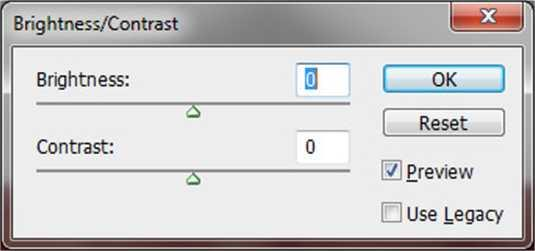 Brightness/Contrast
Brightness: 0
OK
Reset
Contrast: 0
Preview
Use Legacy